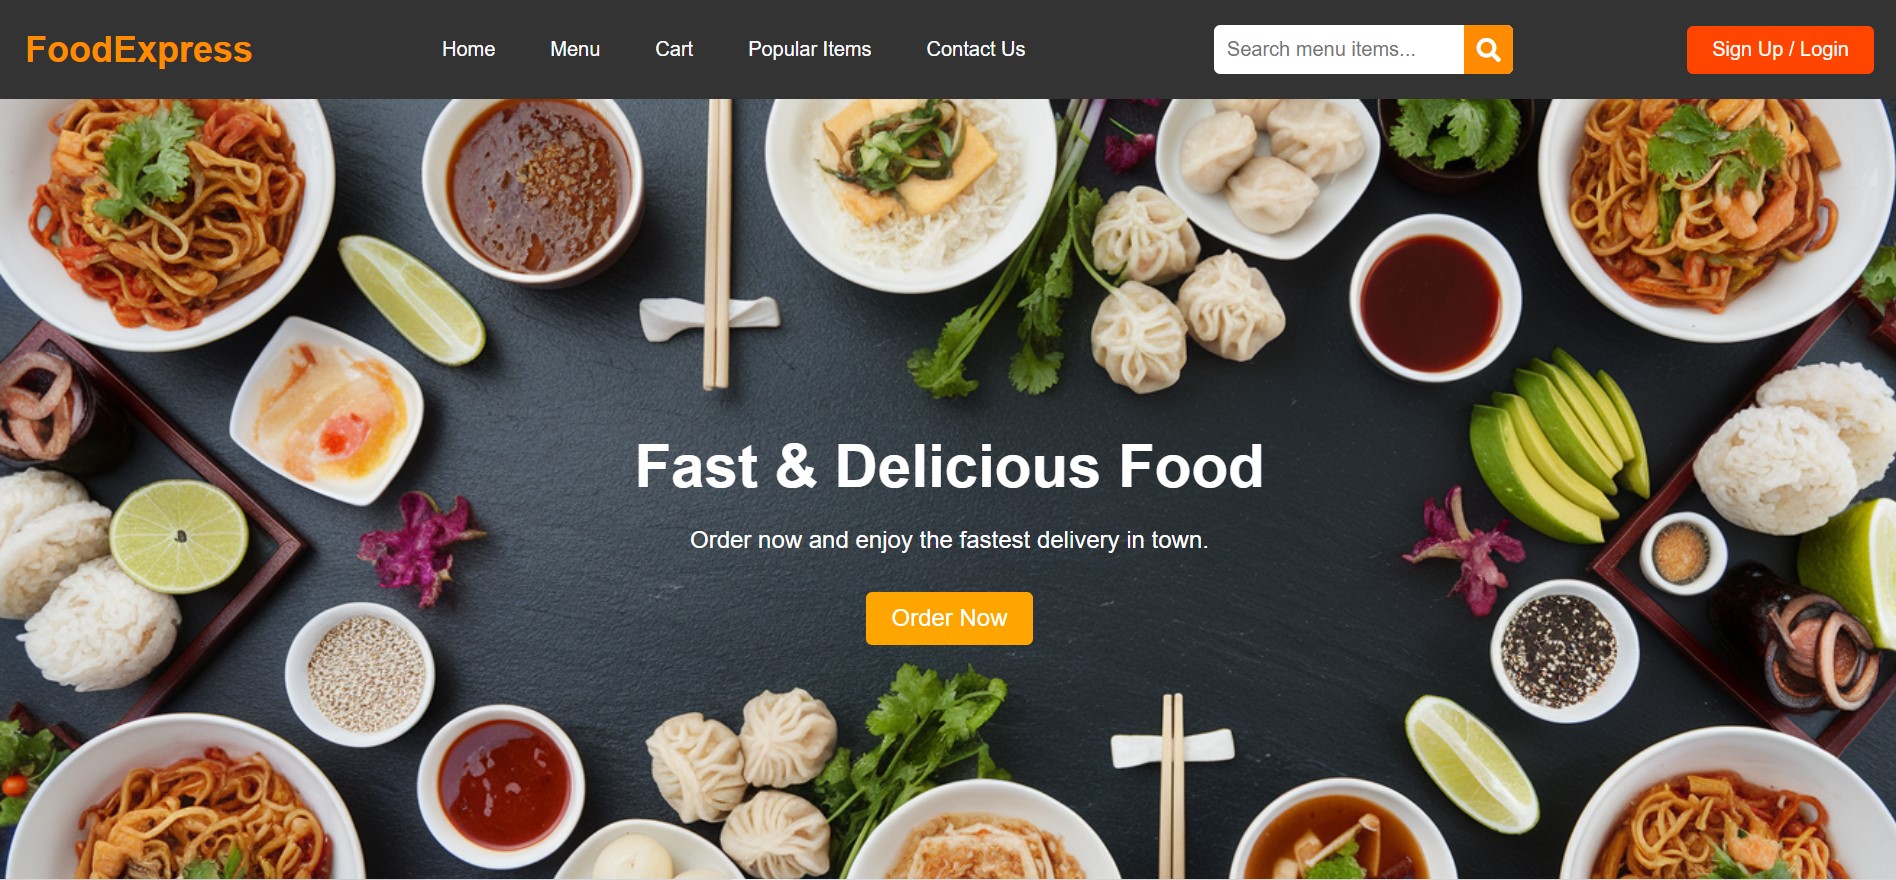 FoodExpress
Home
Menu
Cart
Popular Items
Contact Us
Search menu items...
Sign Up / Login
Fast & Delicious Food
Order now and enjoy the fastest delivery in town.
Order Now